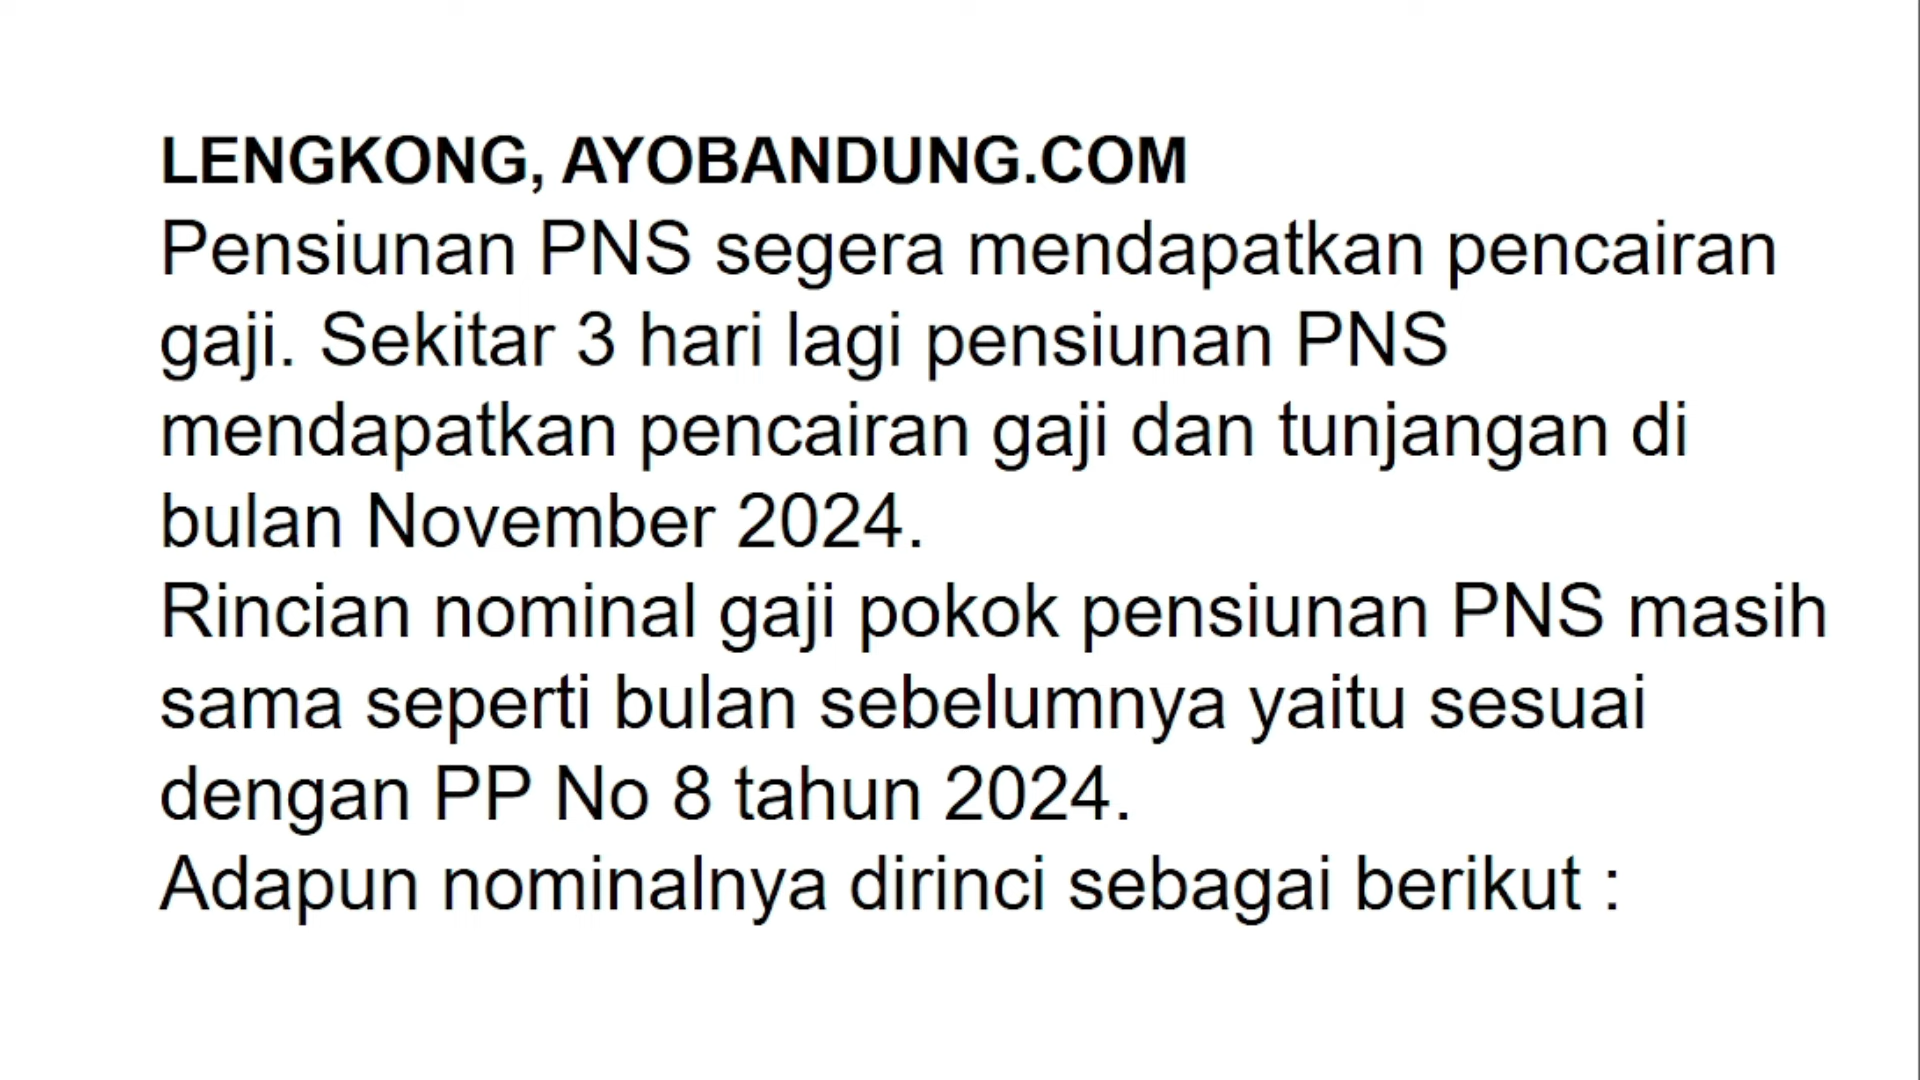 LENGKONG, AYOBANDUNG.COM
Pensiunan PNS segera mendapatkan pencairan
gaji. Sekitar 3 hari lagi pensiunan PNS
mendapatkan pencairan gaji dan tunjangan di
bulan November 2024.
Rincian nominal gaji pokok pensiunan PNS masih
sama seperti bulan sebelumnya yaitu sesuai
dengan PP No 8 tahun 2024.
Adapun nominalnya dirinci sebagai berikut :